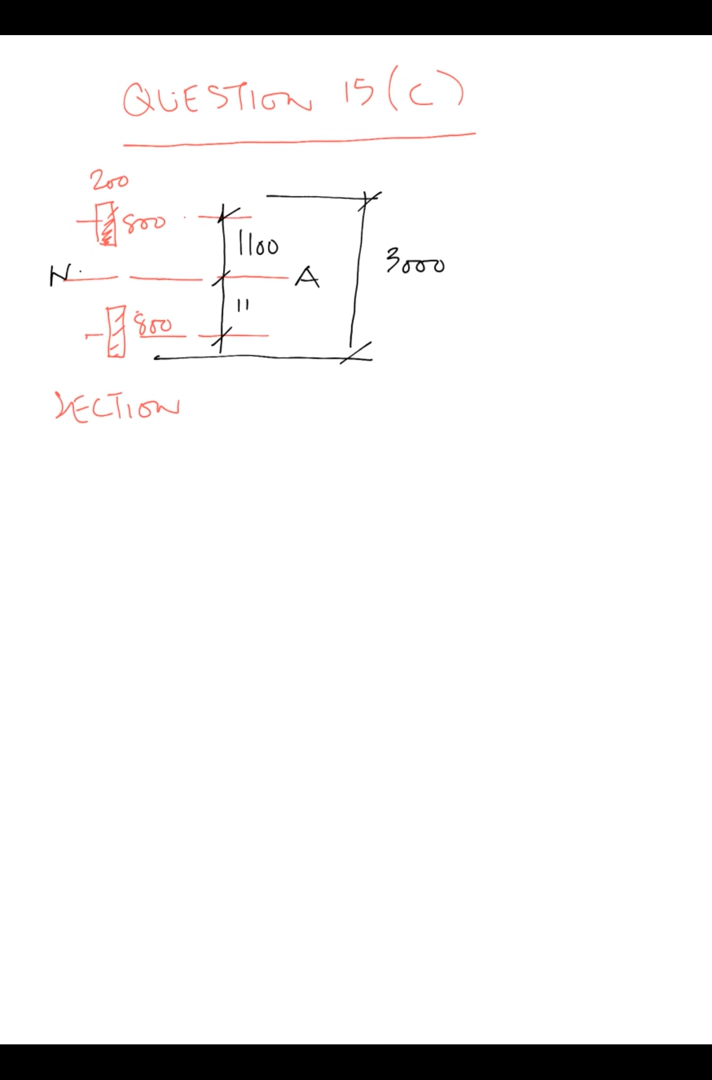 QUESTION 15(C)
200
800
1100
3000
N.
A
11
800
SECTION